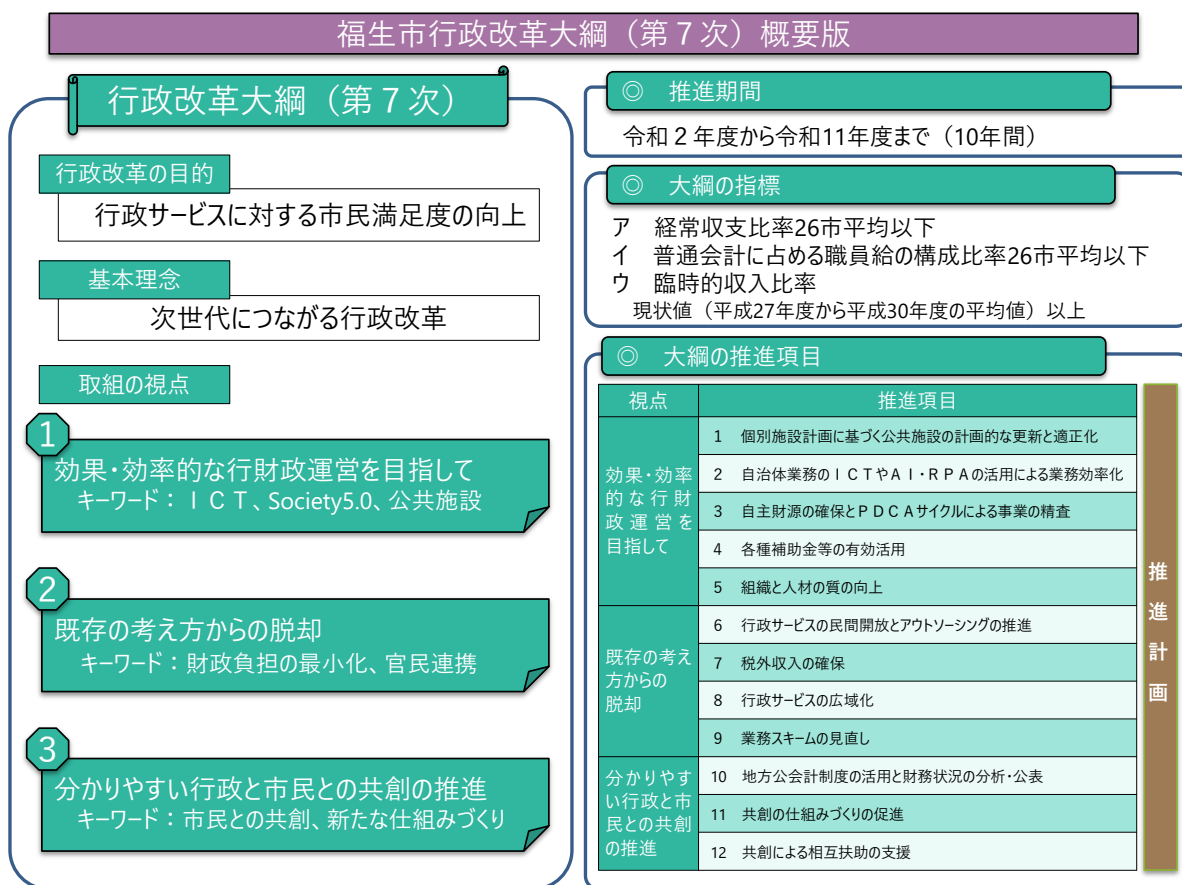 福生市行政改革大綱（第７次）概要版
行政改革大綱（第７次）
行政改革の目的
行政サービスに対する市民満足度の向上
基本理念
次世代につながる行政改革
取組の視点
1
効果・効率的な行財政運営を目指して
キーワード：ＩＣＴ、Society5.0、公共施設
2
既存の考え方からの脱却
キーワード：財政負担の最小化、官民連携
3
分かりやすい行政と市民との共創の推進
キーワード：市民との共創、新たな仕組みづくり
◎　推進期間
令和２年度から令和11年度まで（10年間）
◎　大綱の指標
ア　経常収支比率26市平均以下
イ　普通会計に占める職員給の構成比率26市平均以下
ウ　臨時的収入比率
現状値（平成27年度から平成30年度の平均値）以上
◎　大綱の推進項目
視点　推進項目
効果・効率
的な行財
政運営を
目指して
1　個別施設計画に基づく公共施設の計画的な更新と適正化
2　自治体業務のＩＣＴやＡＩ・ＲＰＡの活用による業務効率化
3　自主財源の確保とＰＤＣＡサイクルによる事業の精査
4　各種補助金等の有効活用
5　組織と人材の質の向上
既存の考え
方からの
脱却
6　行政サービスの民間開放とアウトソーシングの推進
7　税外収入の確保
8　行政サービスの広域化
9　業務スキームの見直し
分かりやす
い行政と市
民との共創
の推進
10　地方公会計制度の活用と財務状況の分析・公表
11　共創の仕組みづくりの促進
12　共創による相互扶助の支援
推進計画